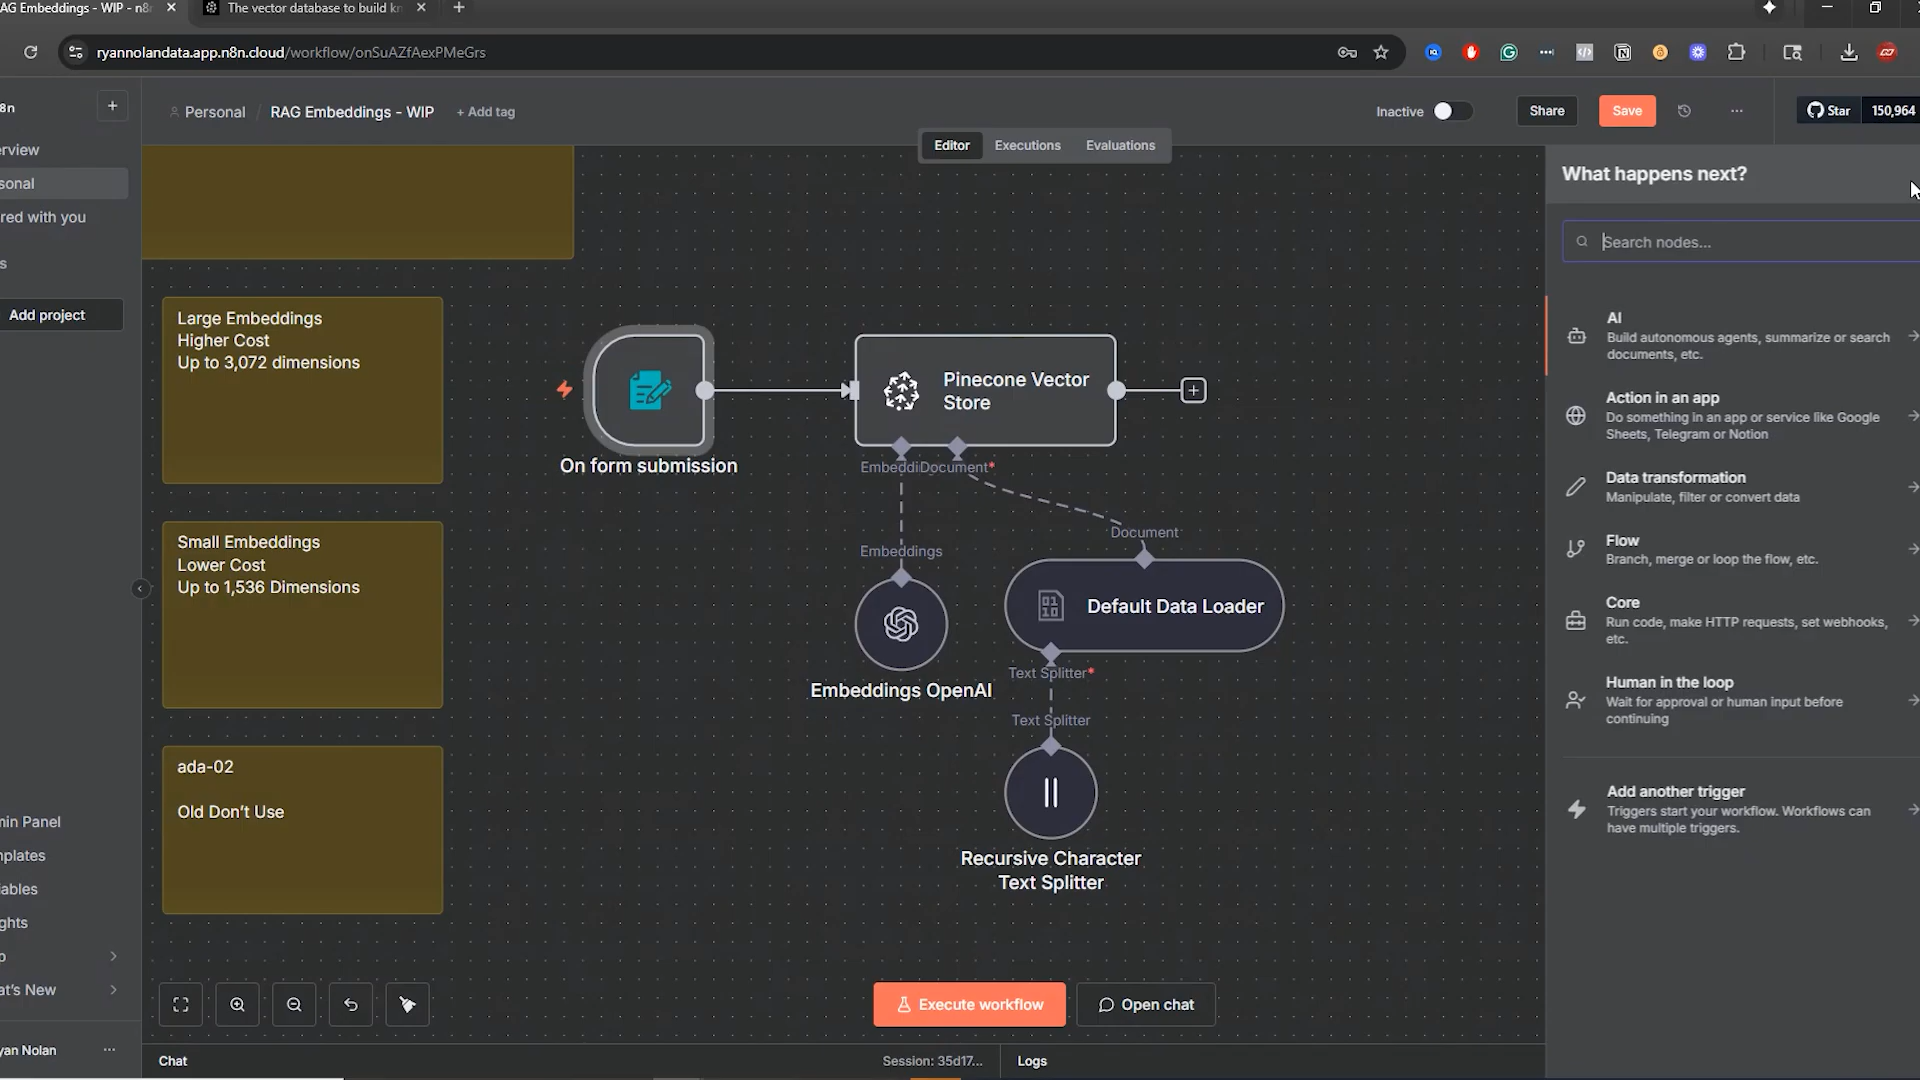 AG Embeddings - WIP - n8
The vector database to build kn
ryannolandata.app.n8n.cloud/workflow/onSuAZfAexPMeGrs
8n
Personal / RAG Embeddings - WIP + Add tag
Inactive
Share
Save
Star 150,964
Editor Executions Evaluations
erview
sonal
red with you
s
Add project
min Panel
nplates
iables
ghts
p
at's New
yan Nolan
Large Embeddings
Higher Cost
Up to 3,072 dimensions
Small Embeddings
Lower Cost
Up to 1,536 Dimensions
ada-02
Old Don't Use
On form submission
Pinecone Vector
Store
Embeddi
Document*
Embeddings
Embeddings OpenAI
Document
Default Data Loader
Text Splitter*
Text Splitter
Recursive Character
Text Splitter
Execute workflow
Open chat
Chat
Session: 35d17...
Logs
What happens next?
Search nodes...
AI
Build autonomous agents, summarize or search
documents, etc.
Action in an app
Do something in an app or service like Google
Sheets, Telegram or Notion
Data transformation
Manipulate, filter or convert data
Flow
Branch, merge or loop the flow, etc.
Core
Run code, make HTTP requests, set webhooks,
etc.
Human in the loop
Wait for approval or human input before
continuing
Add another trigger
Triggers start your workflow. Workflows can
have multiple triggers.